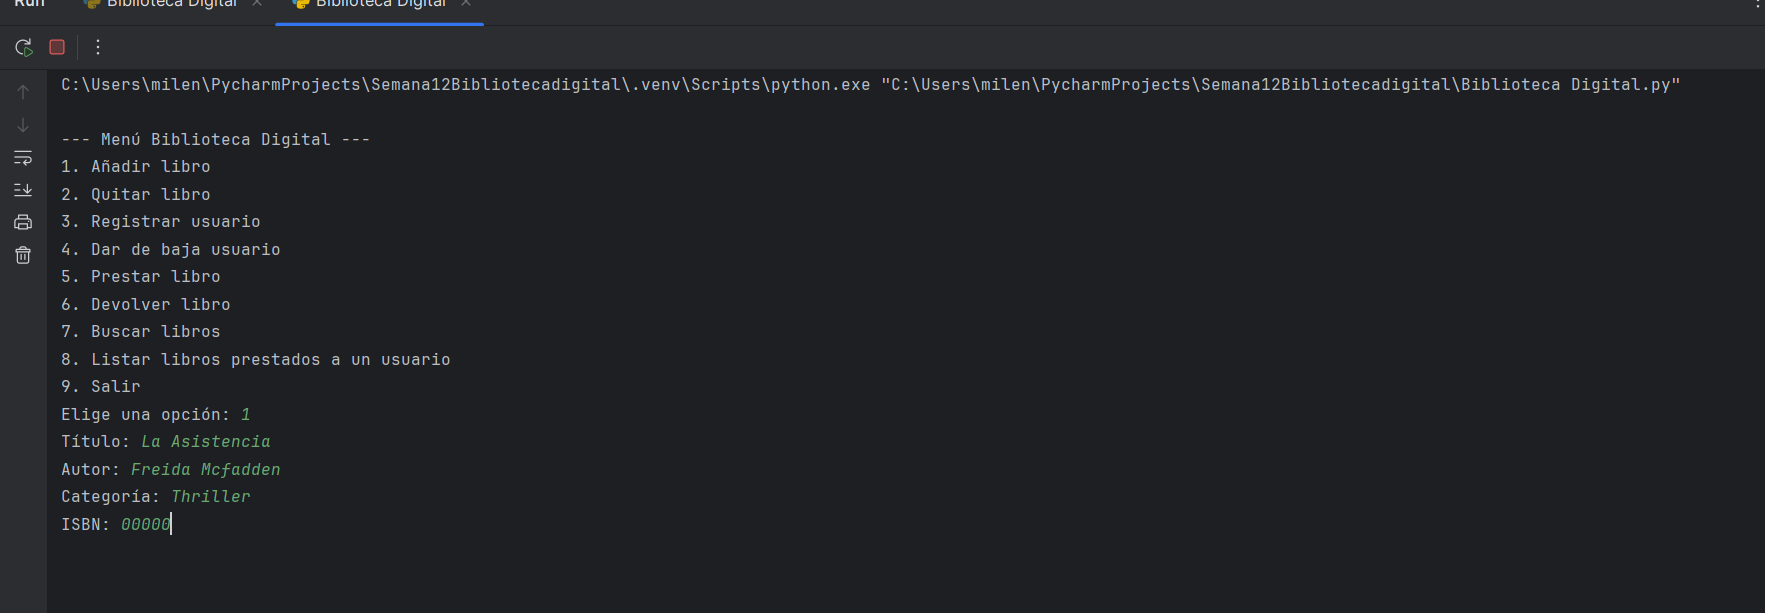 Run Biblioteca Digital Biblioteca Digital
C:\Users\milen\PycharmProjects\Semana12Bibliotecadigital\.venv\Scripts\python.exe "C:\Users\milen\PycharmProjects\Semana12Bibliotecadigital\Biblioteca Digital.py"
--- Menú Biblioteca Digital ---
1. Añadir libro
2. Quitar libro
3. Registrar usuario
4. Dar de baja usuario
5. Prestar libro
6. Devolver libro
7. Buscar libros
8. Listar libros prestados a un usuario
9. Salir
Elige una opción: 1
Título: La Asistencia
Autor: Freida Mcfadden
Categoría: Thriller
ISBN: 00000